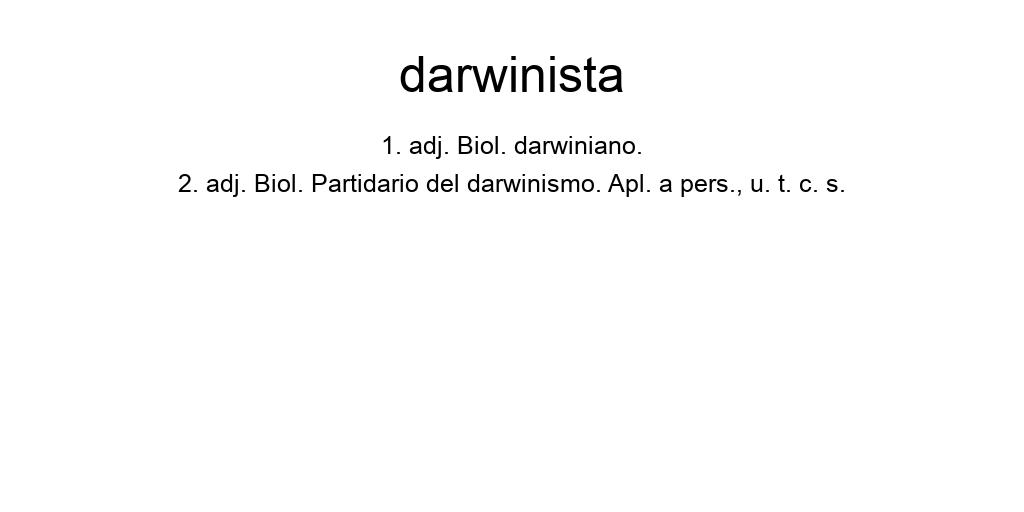 darwinista
1. adj. Biol. darwiniano.
2. adj. Biol. Partidario del darwinismo. Apl. a pers., u. t. c. s.